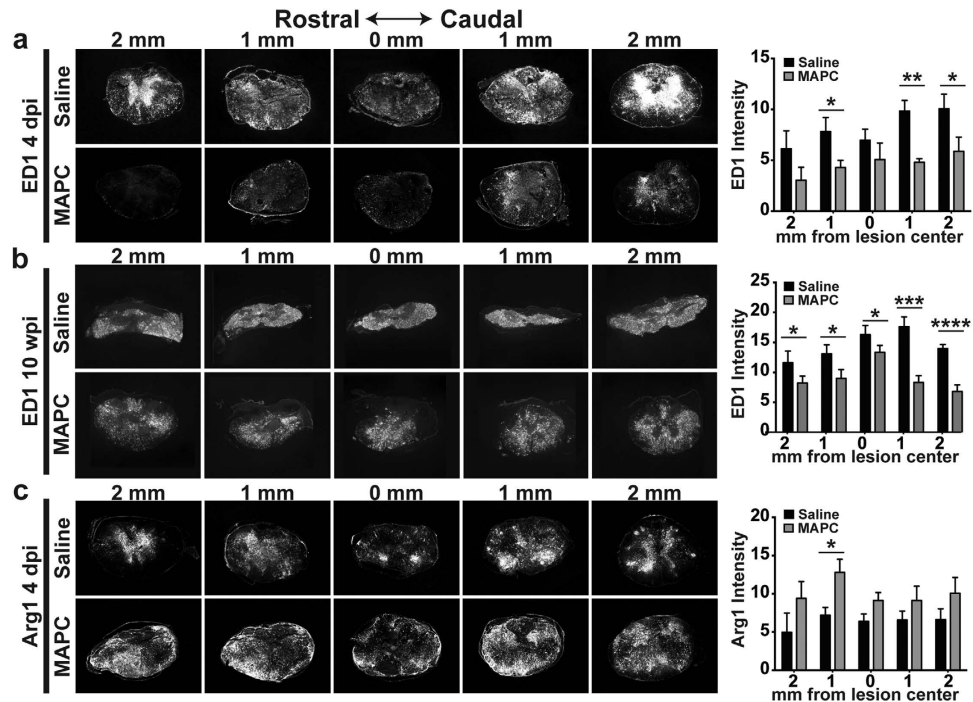 Rostral ⟷ Caudal
a
2 mm 1 mm 0 mm 1 mm 2 mm
ED1 4 dpi
Saline
MAPC
ED1 Intensity
15
10
5
0
Saline
MAPC
* ** *
2 1 0 1 2
mm from lesion center
b
2 mm 1 mm 0 mm 1 mm 2 mm
ED1 10 wpi
Saline
MAPC
ED1 Intensity
25
20
15
10
5
0
Saline
MAPC
* * * *** ****
2 1 0 1 2
mm from lesion center
c
2 mm 1 mm 0 mm 1 mm 2 mm
Arg1 4 dpi
Saline
MAPC
Arg1 Intensity
20
15
10
5
0
Saline
MAPC
*
2 1 0 1 2
mm from lesion center